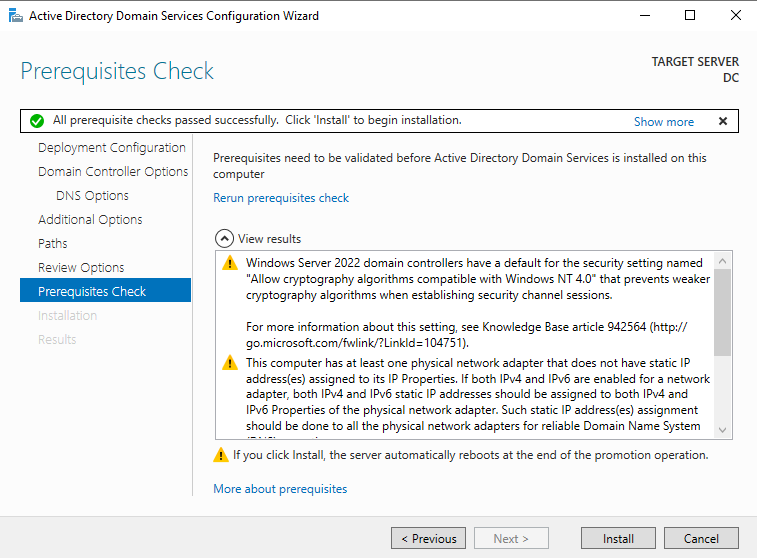 Active Directory Domain Services Configuration Wizard
Prerequisites Check
TARGET SERVER
DC
All prerequisite checks passed successfully. Click 'Install' to begin installation.
Show more
Deployment Configuration
Domain Controller Options
DNS Options
Additional Options
Paths
Review Options
Prerequisites Check
Installation
Results
Prerequisites need to be validated before Active Directory Domain Services is installed on this
computer
Rerun prerequisites check
View results
Windows Server 2022 domain controllers have a default for the security setting named
"Allow cryptography algorithms compatible with Windows NT 4.0" that prevents weaker
cryptography algorithms when establishing security channel sessions.
For more information about this setting, see Knowledge Base article 942564 (http://
go.microsoft.com/fwlink/?LinkId=104751).
This computer has at least one physical network adapter that does not have static IP
address(es) assigned to its IP Properties. If both IPv4 and IPv6 are enabled for a network
adapter, both IPv4 and IPv6 static IP addresses should be assigned to both IPv4 and
IPv6 Properties of the physical network adapter. Such static IP address(es) assignment
should be done to all the physical network adapters for reliable Domain Name System
If you click Install, the server automatically reboots at the end of the promotion operation.
More about prerequisites
< Previous
Next >
Install
Cancel